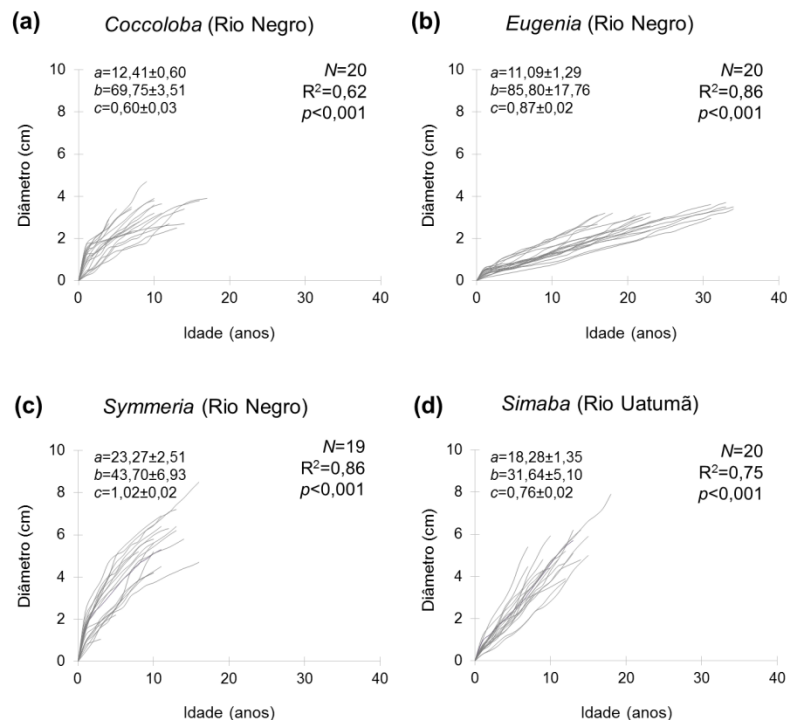 (a) Coccoloba (Rio Negro)
a=12,41±0,60
b=69,75±3,51
c=0,60±0,03
N=20
R²=0,62
p<0,001
10
8
6
4
2
0
Diâmetro (cm)
0 10 20 30 40
Idade (anos)
(b) Eugenia (Rio Negro)
a=11,09±1,29
b=85,80±17,76
c=0,87±0,02
N=20
R²=0,86
p<0,001
10
8
6
4
2
0
Diâmetro (cm)
0 10 20 30 40
Idade (anos)
(c) Symmeria (Rio Negro)
a=23,27±2,51
b=43,70±6,93
c=1,02±0,02
N=19
R²=0,86
p<0,001
10
8
6
4
2
0
Diâmetro (cm)
0 10 20 30 40
Idade (anos)
(d) Simaba (Rio Uatumã)
a=18,28±1,35
b=31,64±5,10
c=0,76±0,02
N=20
R²=0,75
p<0,001
10
8
6
4
2
0
Diâmetro (cm)
0 10 20 30 40
Idade (anos)